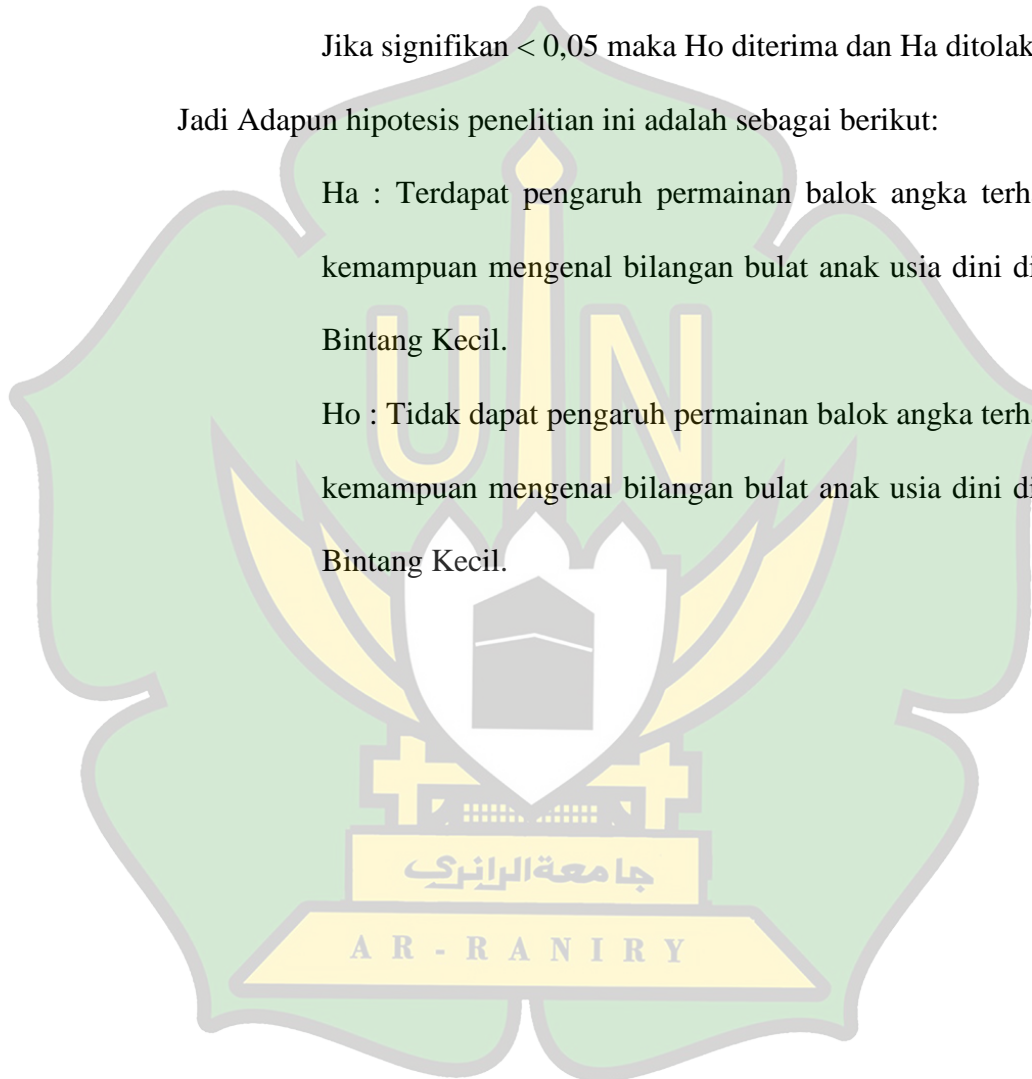 Jika signifikan < 0,05 maka Ho diterima dan Ha ditolak
Jadi Adapun hipotesis penelitian ini adalah sebagai berikut:
Ha : Terdapat pengaruh permainan balok angka terh
kemampuan mengenal bilangan bulat anak usia dini di
Bintang Kecil.
Ho : Tidak dapat pengaruh permainan balok angka terh
kemampuan mengenal bilangan bulat anak usia dini di
Bintang Kecil.
UIN
جامعة الرانري
AR-RANIRY